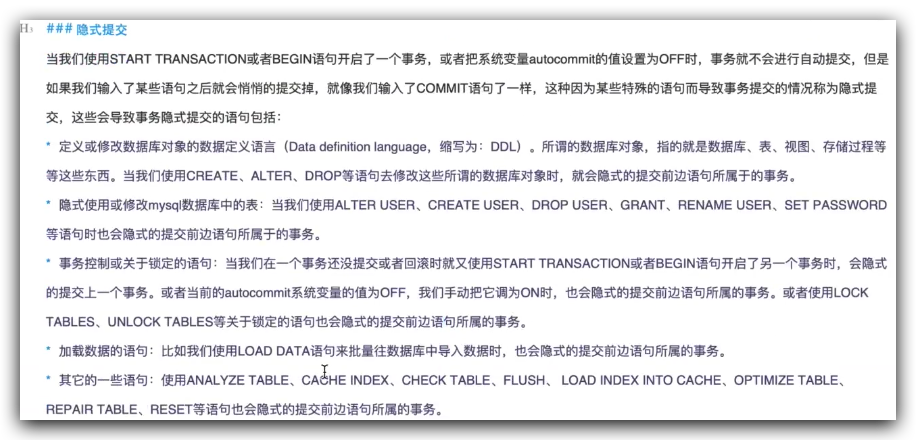 H₃ ### 隐式提交
当我们使用START TRANSACTION或者BEGIN语句开启了一个事务，或者把系统变量autocommit的值设置为OFF时，事务就不会进行自动提交，但是
如果我们输入了某些语句之后就会悄悄的提交掉，就像我们输入了COMMIT语句了一样，这种因为某些特殊的语句而导致事务提交的情况称为隐式提
交，这些会导致事务隐式提交的语句包括：
* 定义或修改数据库对象的数据定义语言（Data definition language，缩写为：DDL）。所谓的数据库对象，指的就是数据库、表、视图、存储过程等
等这些东西。当我们使用CREATE、ALTER、DROP等语句去修改这些所谓的数据库对象时，就会隐式的提交前边语句所属于的事务。
* 隐式使用或修改mysql数据库中的表：当我们使用ALTER USER、CREATE USER、DROP USER、GRANT、RENAME USER、SET PASSWORD
等语句时也会隐式的提交前边语句所属于的事务。
* 事务控制或关于锁定的语句：当我们在一个事务还没提交或者回滚时就又使用START TRANSACTION或者BEGIN语句开启了另一个事务时，会隐式
的提交上一个事务。或者当前的autocommit系统变量的值为OFF，我们手动把它调为ON时，也会隐式的提交前边语句所属的事务。或者使用LOCK
TABLES、UNLOCK TABLES等关于锁定的语句也会隐式的提交前边语句所属的事务。
* 加载数据的语句：比如我们使用LOAD DATA语句来批量往数据库中导入数据时，也会隐式的提交前边语句所属的事务。
* 其它的一些语句：使用ANALYZE TABLE、CACHE INDEX、CHECK TABLE、FLUSH、 LOAD INDEX INTO CACHE、OPTIMIZE TABLE、
REPAIR TABLE、RESET等语句也会隐式的提交前边语句所属的事务。